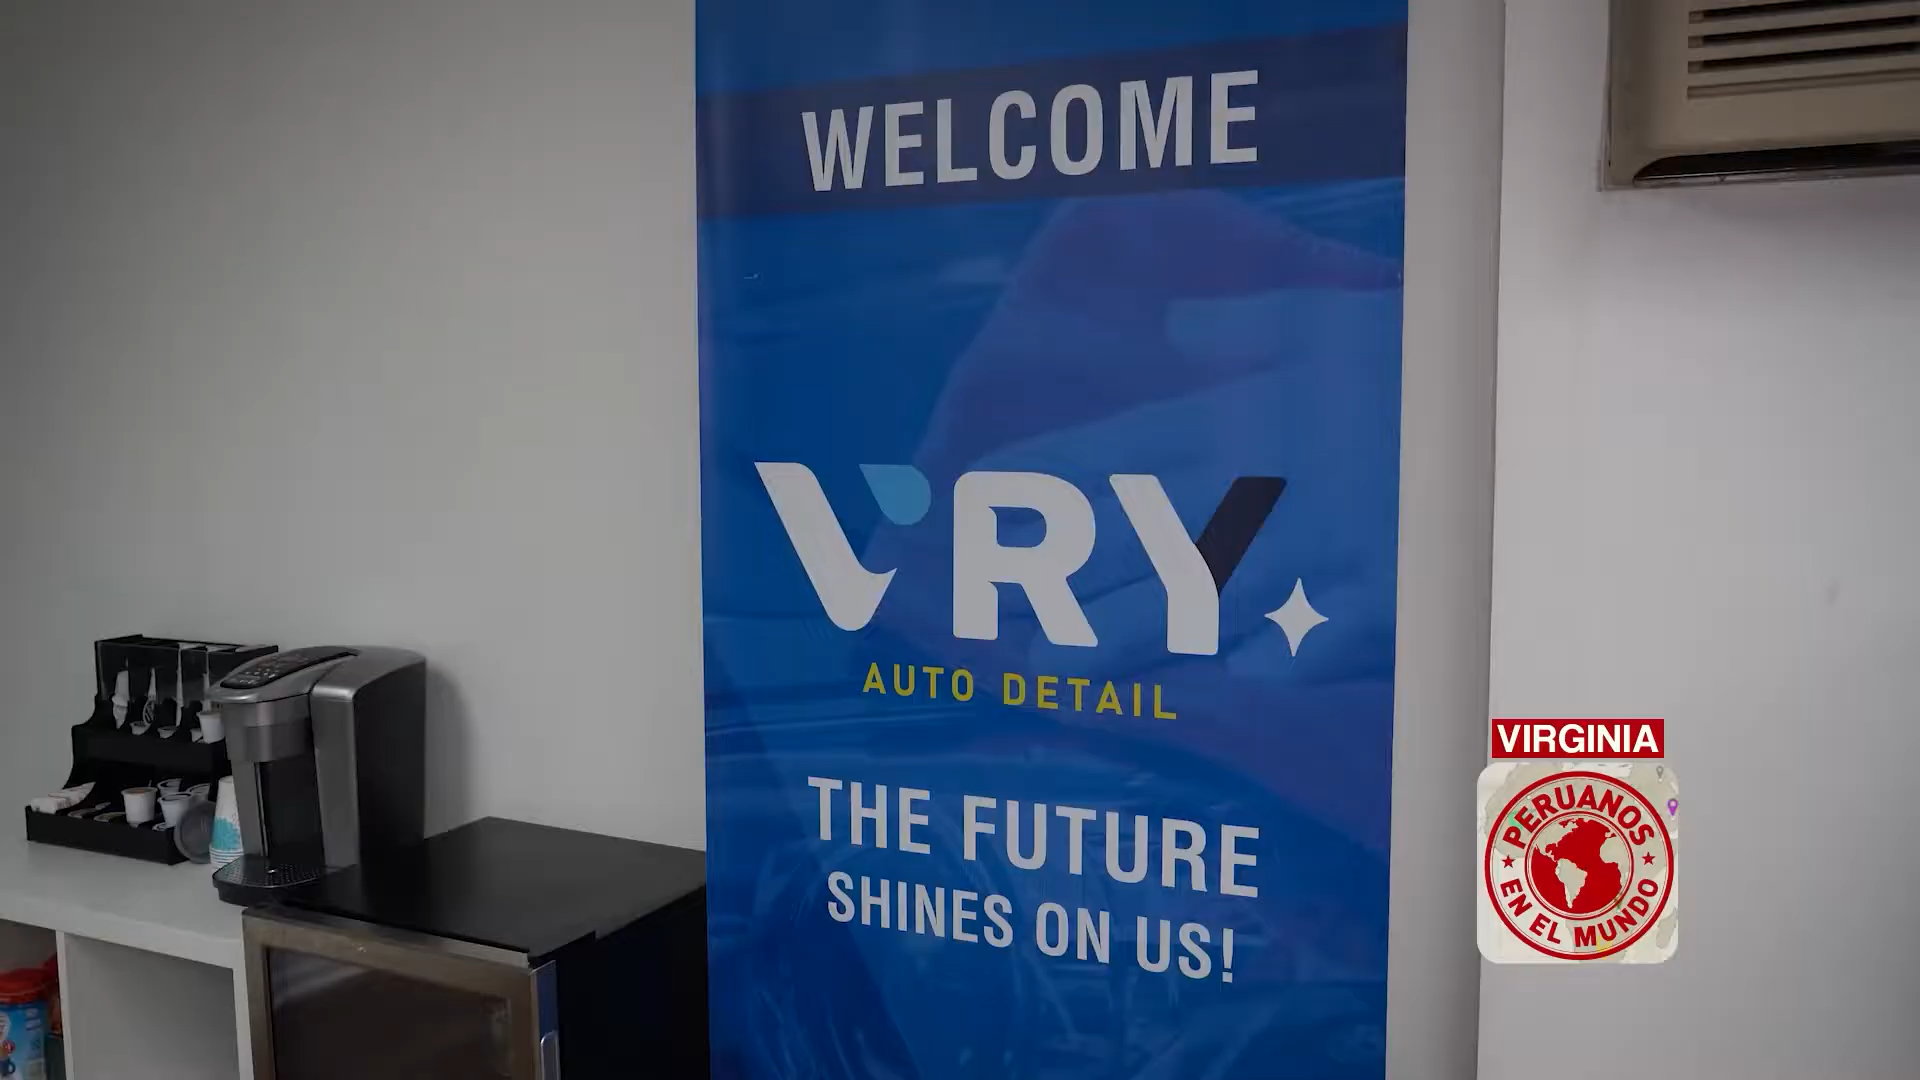 WELCOME
VRY
AUTO DETAIL
THE FUTURE
SHINES ON US!
VIRGINIA
PERUANOS
EN EL MUNDO